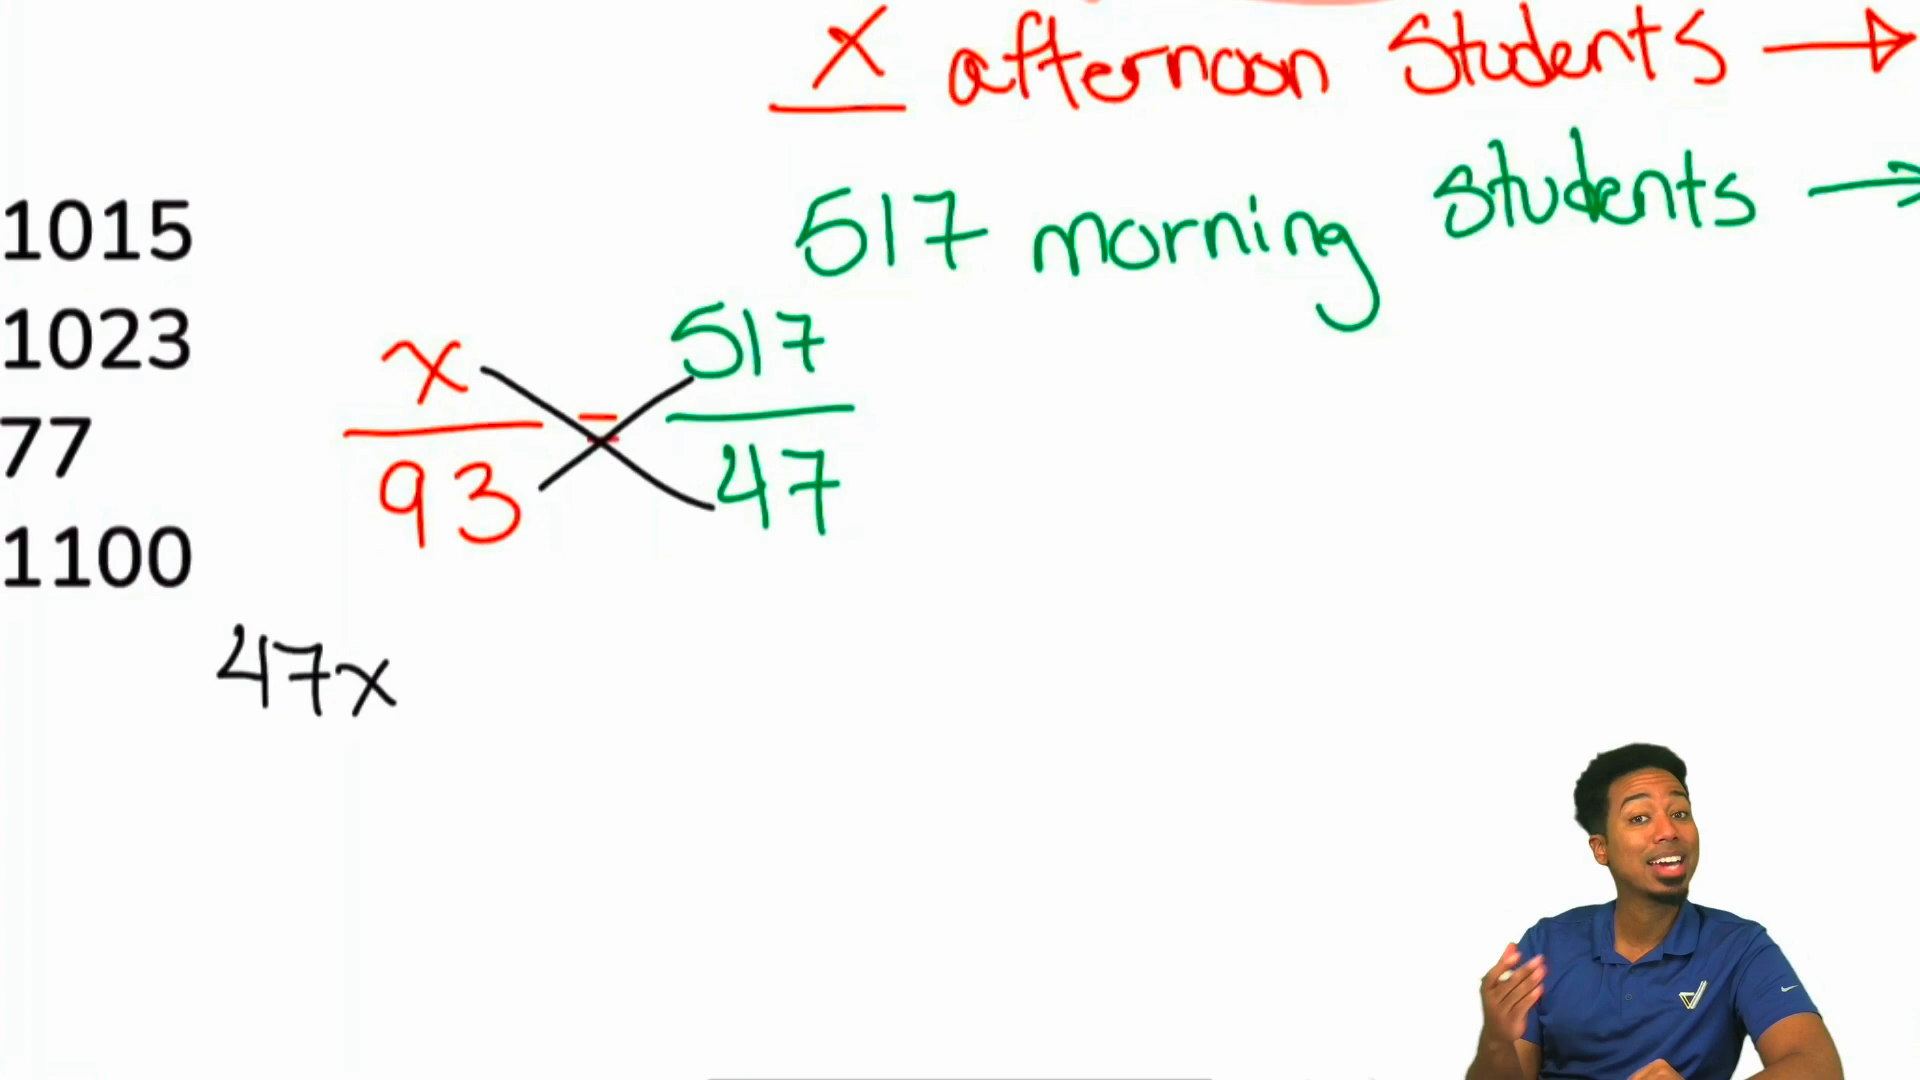 x afternoon students →
517 morning students →
1015
1023
77
1100
x/93 = 517/47
47x